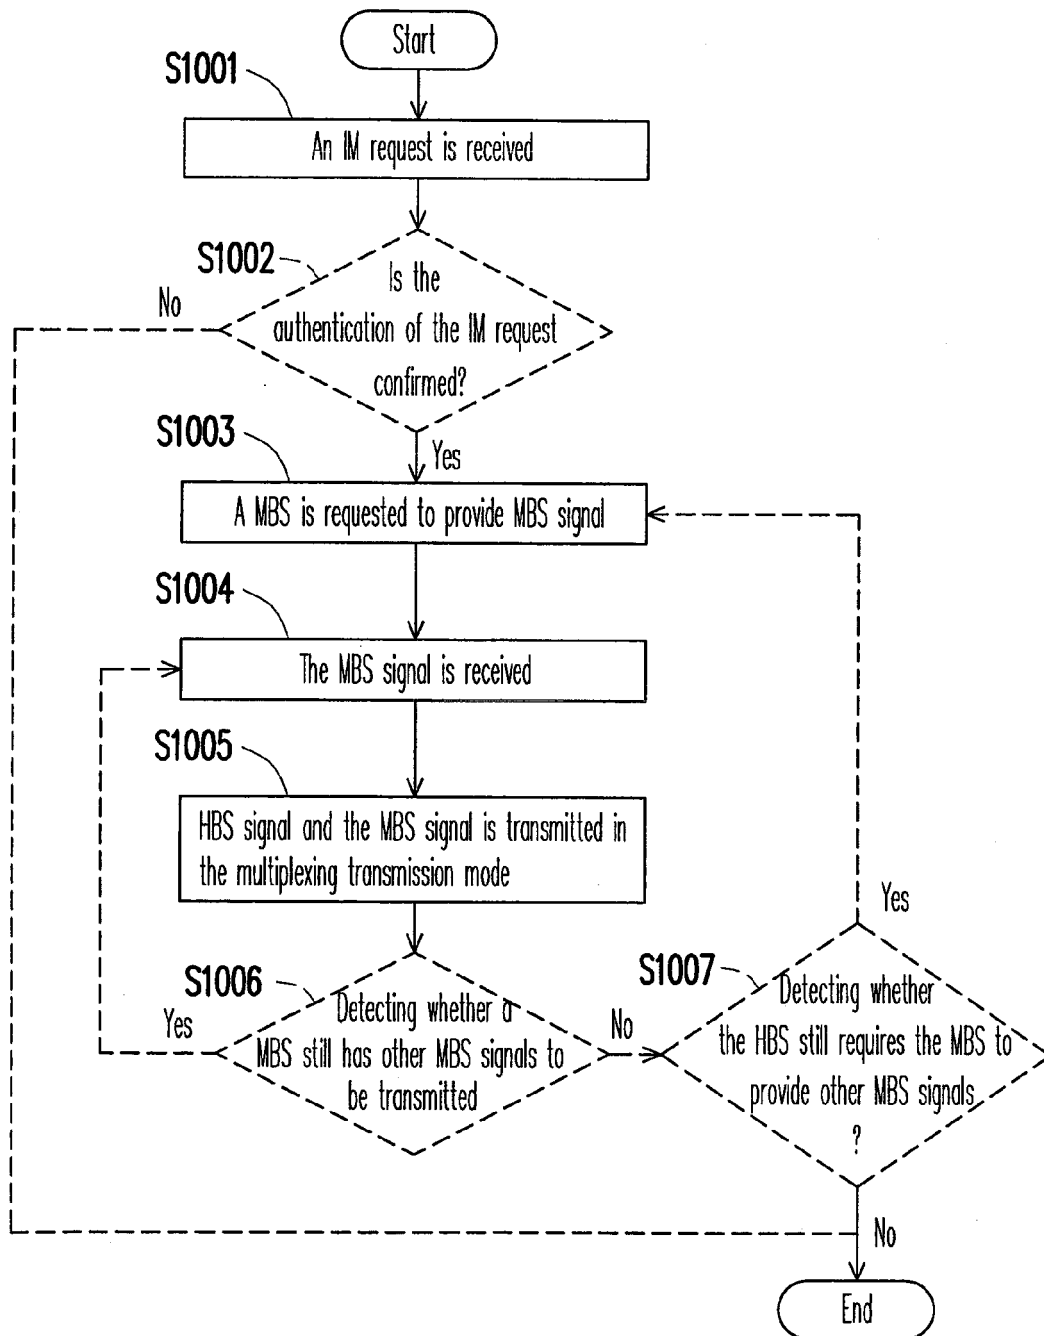 Start
S1001
An IM request is received
S1002
Is the
authentication of the IM request
confirmed?
No
Yes
S1003
A MBS is requested to provide MBS signal
S1004
The MBS signal is received
S1005
HBS signal and the MBS signal is transmitted in
the multiplexing transmission mode
S1006
Detecting whether a
MBS still has other MBS signals to
be transmitted
Yes
No
S1007
Detecting whether
the HBS still requires the MBS to
provide other MBS signals
?
Yes
No
End